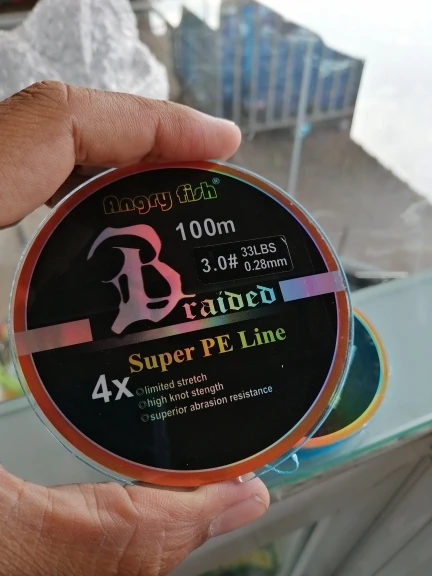 Angry fish®
100m
3.0# 33LBS
0.28mm
Braided
Super PE Line
4x
limited stretch
high knot stength
superior abrasion resistance